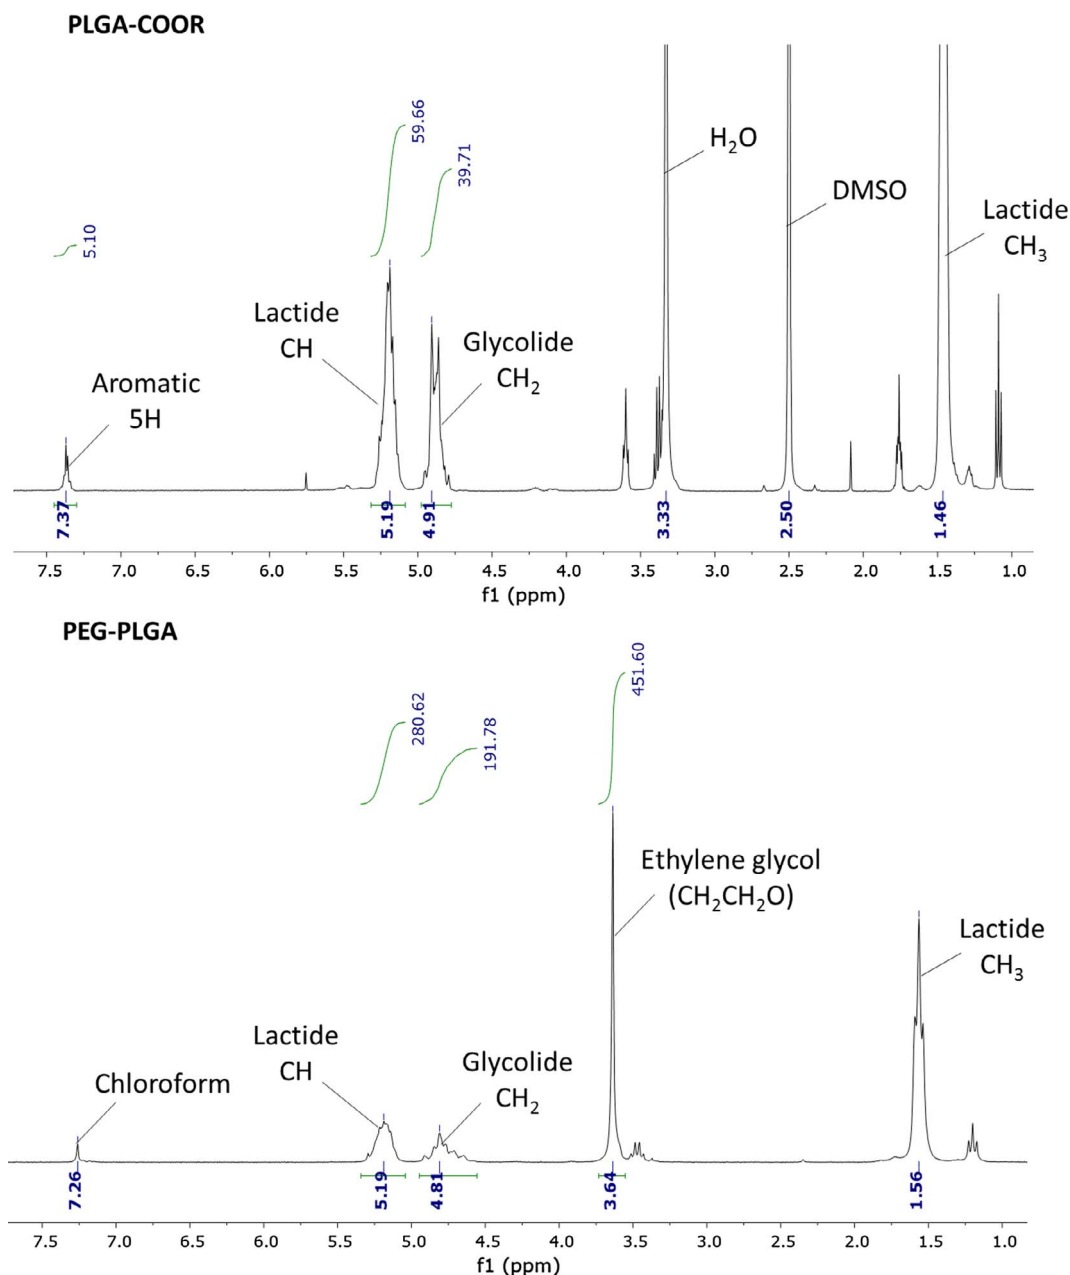 PLGA-COOR
59.66
39.71
5.10
H₂O
DMSO
Lactide
CH₃
Lactide
CH
Glycolide
CH₂
Aromatic
5H
7.37
5.19
4.91
3.33
2.50
1.46
7.5 7.0 6.5 6.0 5.5 5.0 4.5 4.0 3.5 3.0 2.5 2.0 1.5 1.0
f1 (ppm)
PEG-PLGA
280.62
191.78
451.60
Ethylene glycol
(CH₂CH₂O)
Lactide
CH₃
Lactide
CH
Glycolide
CH₂
Chloroform
7.26
5.19
4.81
3.64
1.56
7.5 7.0 6.5 6.0 5.5 5.0 4.5 4.0 3.5 3.0 2.5 2.0 1.5 1.0
f1 (ppm)